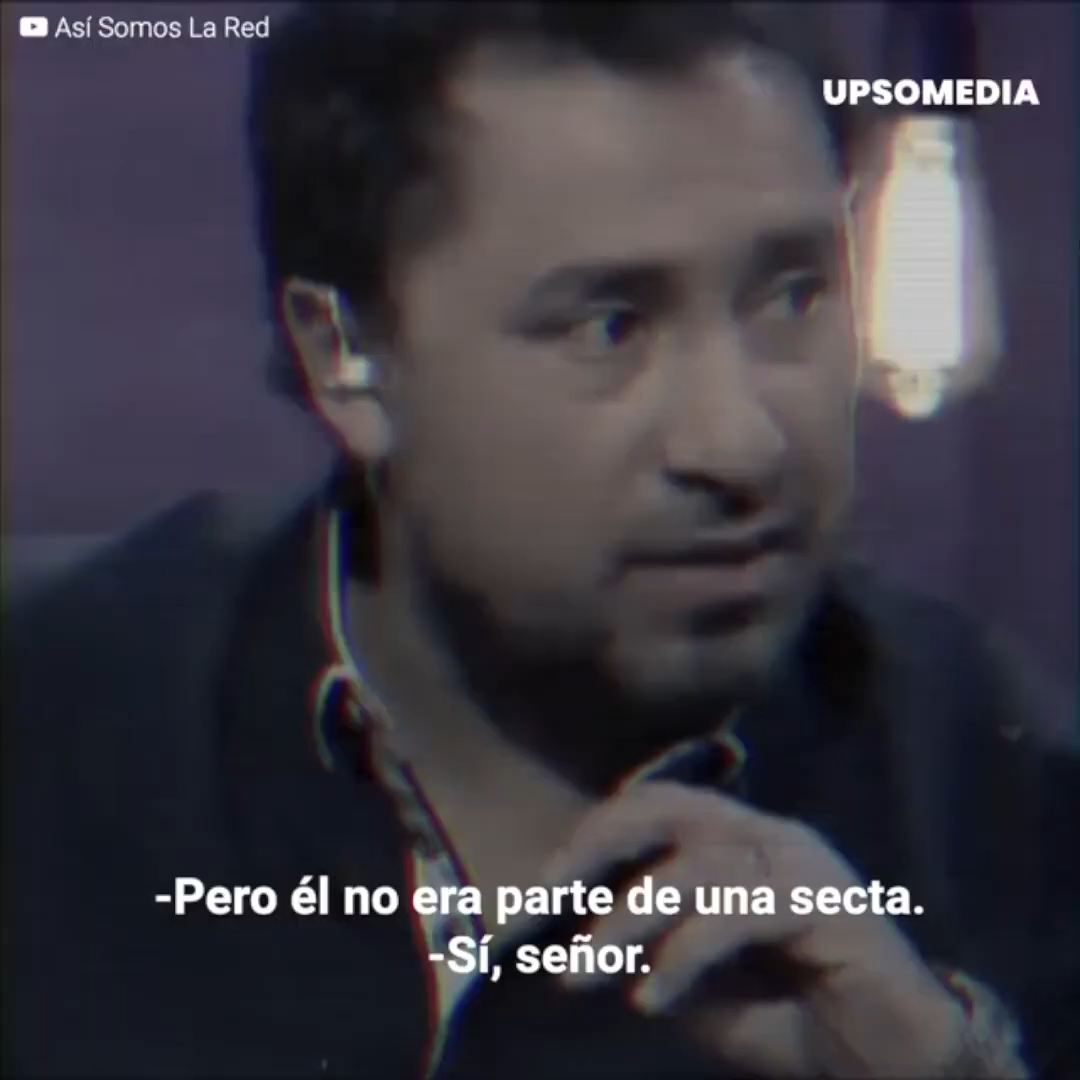 Así Somos La Red
UPSOMEDIA
-Pero él no era parte de una secta.
-Sí, señor.